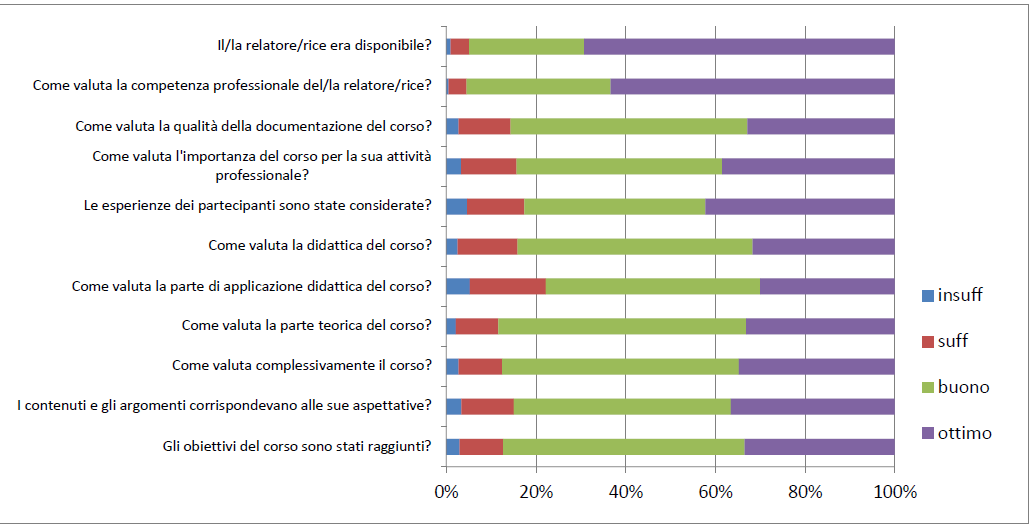 Il/la relatore/rice era disponibile?
Come valuta la competenza professionale del/la relatore/rice?
Come valuta la qualità della documentazione del corso?
Come valuta l'importanza del corso per la sua attività
professionale?
Le esperienze dei partecipanti sono state considerate?
Come valuta la didattica del corso?
Come valuta la parte di applicazione didattica del corso?
Come valuta la parte teorica del corso?
Come valuta complessivamente il corso?
I contenuti e gli argomenti corrispondevano alle sue aspettative?
Gli obiettivi del corso sono stati raggiunti?
0% 20% 40% 60% 80% 100%
insuff
suff
buono
ottimo